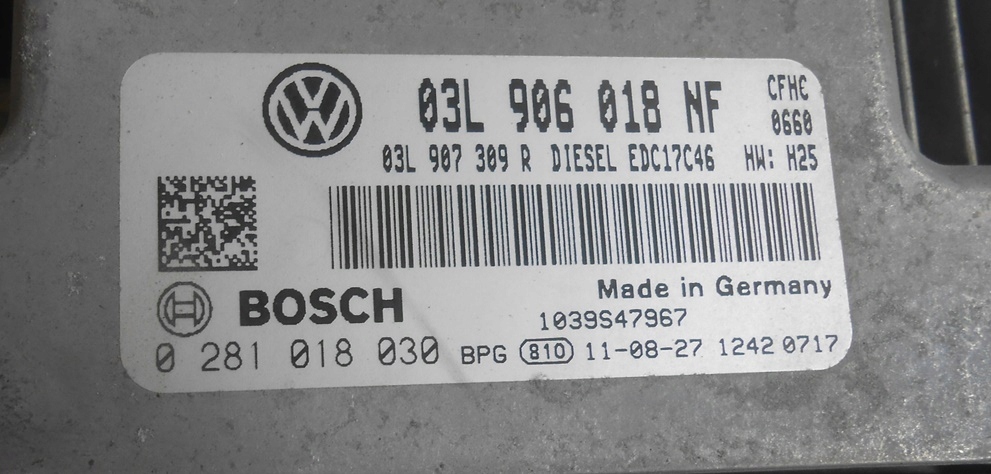 03L 906 018 NF CFHC
0660
03L 907 309 R DIESEL EDC17C46 HW: H25
Made in Germany
BOSCH
1039S47967
0 281 018 030 BPG 810 11-08-27 1242 0717